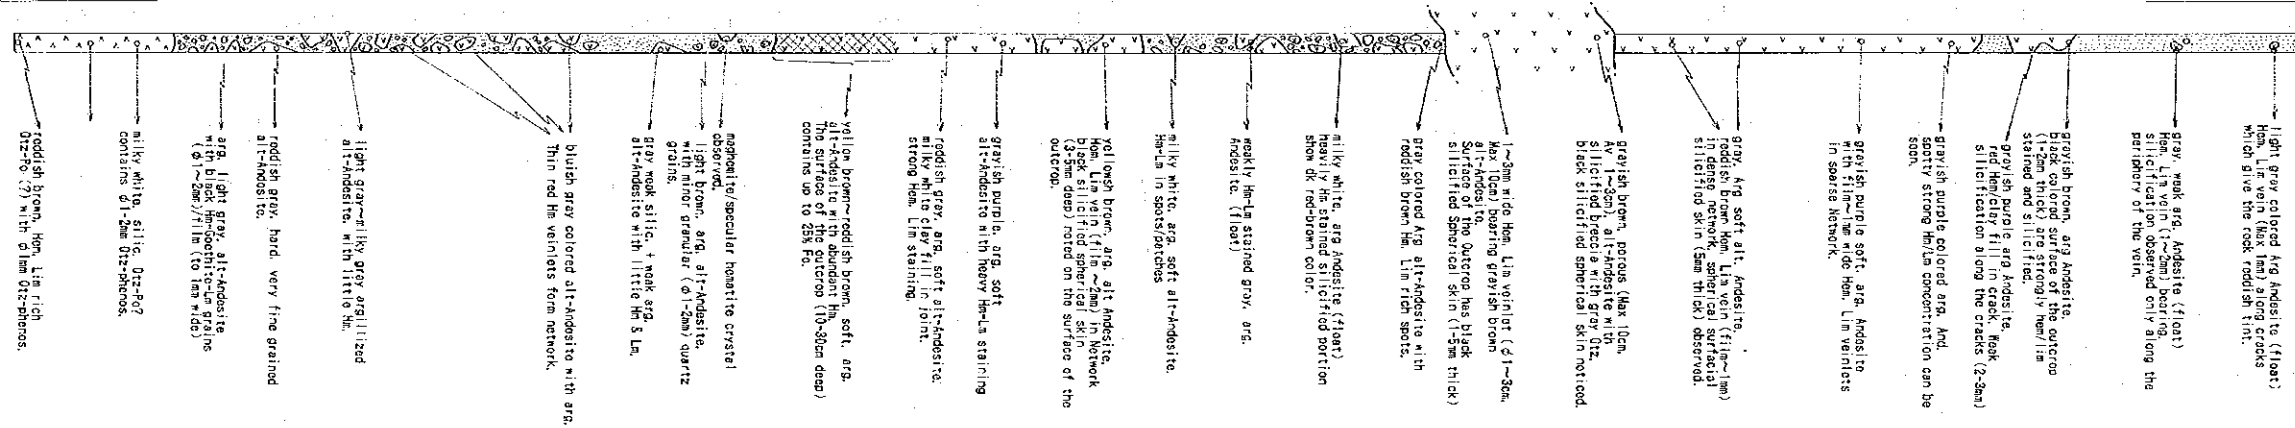 reddish brown, Hem, Lim rich
Qtz-Po (?) with φ1mm Qtz-phenos.
milky white, silic, Qtz-Po?
contains φ1-2mm Qtz-phenos.
arg, light gray, alt-Andesite
with black Hm-Goethite-Lm grains
(φ1~2mm)/film (to 1mm wide)
reddish gray, hard, very fine grained
alt-Andesite.
light gray~milky gray argillized
alt-Andesite, with little Hm.
Thin red Hm veinlets form network.
bluish gray colored alt-Andesite with arg.
gray weak silic. + weak arg.
alt-Andesite with little Hm & Lm.
light brown, arg, alt-Andesite,
with minor granular (φ1-2mm) quartz
grains.
maghemite/specular hematite crystal
observed.
yellow brown~reddish brown, soft, arg,
alt-Andesite with abundant Hm.
The surface of the outcrop (10-30cm deep)
contains up to 25% Fe.
reddish gray, arg, soft alt-Andesite.
milky white clay fill in joint.
strong Hem, Lim staining.
grayish purple, arg, soft
alt-Andesite with heavy Hm-Lm staining
yellowsh brown, arg, alt Andesite,
Hem, Lim vein (film ~2mm) in Network
black silicified spherical skin
(3-5mm deep) noted on the surface of the
outcrop.
milky white, arg, soft alt-Andesite.
Hm-Lm in spots/patches
weakly Hm-Lm stained gray, arg,
Andesite. (float)
milky white, arg Andesite (float)
heavily Hm stained silicified portion
show dk red-brown color.
gray colored Arg alt-Andesite with
reddish brown Hm, Lim rich spots.
1~3mm wide Hem, Lim veinlet (φ1~3cm,
Max 10cm) bearing grayish brown
alt-Andesite.
Surface of the Outcrop has black
silicified Spherical skin (1-5mm thick)
grayish brown, porous (Max 10cm,
Av 1~3cm), alt-Andesite with
silicified breccia with gray Qtz.
black silicified spherical skin noticed.
gray, Arg soft alt. Andesite.
reddish brown Hem, Lim vein (film~1mm)
in dense network, spherical surfacial
silicified skin (5mm thick) observed.
grayish purple soft, arg, Andesite
with film~1mm wide Hem, Lim veinlets
in sparse Network.
grayish purple colored arg, And.
spotty strong Hm/Lm concentration can be
seen.
grayish purple arg Andesite.
red Hem/clay fill in crack. Weak
silicification along the cracks (2-3mm)
grayish brown, arg Andesite.
black colored surface of the outcrop
(1-2mm thick) are strongly hem/lim
stained and silicified.
gray, weak arg, Andesite (float)
Hem, Lim vein (1~2mm) bearing.
silicification observed only along the
periphery of the vein.
light gray colored Arg Andesite (float)
Hem, Lim vein (Max 1mm) along cracks
which give the rock reddish tint.